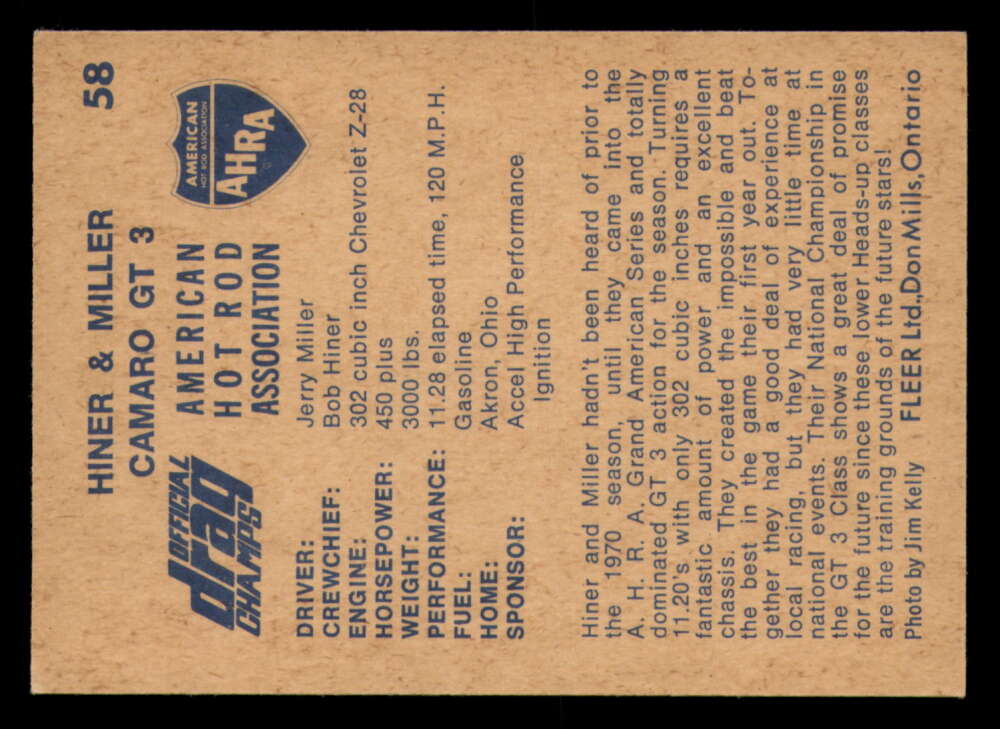 HINER & MILLER 58
CAMARO GT 3
OFFICIAL
drag
CHAMPS
AMERICAN
HOT ROD
ASSOCIATION
AMERICAN
HOT ROD ASSOCIATION
AHRA
DRIVER: Jerry Miller
CREWCHIEF: Bob Hiner
ENGINE: 302 cubic inch Chevrolet Z-28
HORSEPOWER: 450 plus
WEIGHT: 3000 lbs.
PERFORMANCE: 11.28 elapsed time, 120 M.P.H.
FUEL: Gasoline
HOME: Akron, Ohio
SPONSOR: Accel High Performance
Ignition
Hiner and Miller hadn't been heard of prior to
the 1970 season, until they came into the
A. H. R. A. Grand American Series and totally
dominated GT 3 action for the season. Turning
11.20's with only 302 cubic inches requires a
fantastic amount of power and an excellent
chassis. They created the impossible and beat
the best in the game their first year out. To-
gether they had a good deal of experience at
local racing, but they had very little time at
national events. Their National Championship in
the GT 3 Class shows a great deal of promise
for the future since these lower Heads-up classes
are the training grounds of the future stars!
Photo by Jim Kelly FLEER Ltd., Don Mills, Ontario